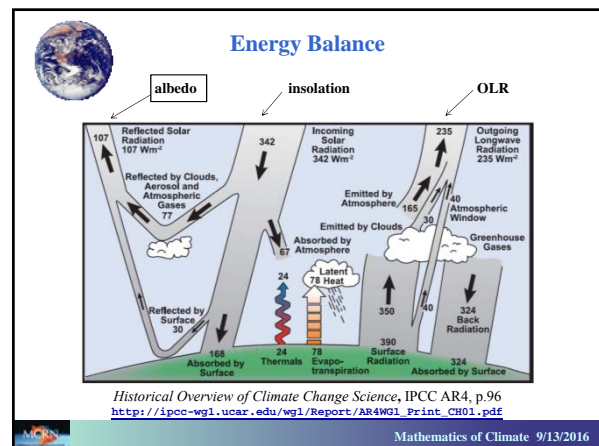 Energy Balance
albedo
insolation
OLR
107
Reflected Solar
Radiation
107 Wm-2
342
Incoming
Solar
Radiation
342 Wm-2
235
Outgoing
Longwave
Radiation
235 Wm-2
Reflected by Clouds,
Aerosol and
Atmospheric
Gases
77
Emitted by
Atmosphere
165
40
Atmospheric
Window
Emitted by Clouds
30
Greenhouse
Gases
67
Absorbed by
Atmosphere
24
Latent
78 Heat
Reflected by
Surface
30
350
40
324
Back
Radiation
168
Absorbed by
Surface
24
Thermals
78
Evapo-
transpiration
390
Surface
Radiation
324
Absorbed by Surface
Historical Overview of Climate Change Science, IPCC AR4, p.96
http://ipcc-wg1.ucar.edu/wg1/Report/AR4WG1_Print_CH01.pdf
MCRN
Mathematics of Climate 9/13/2016